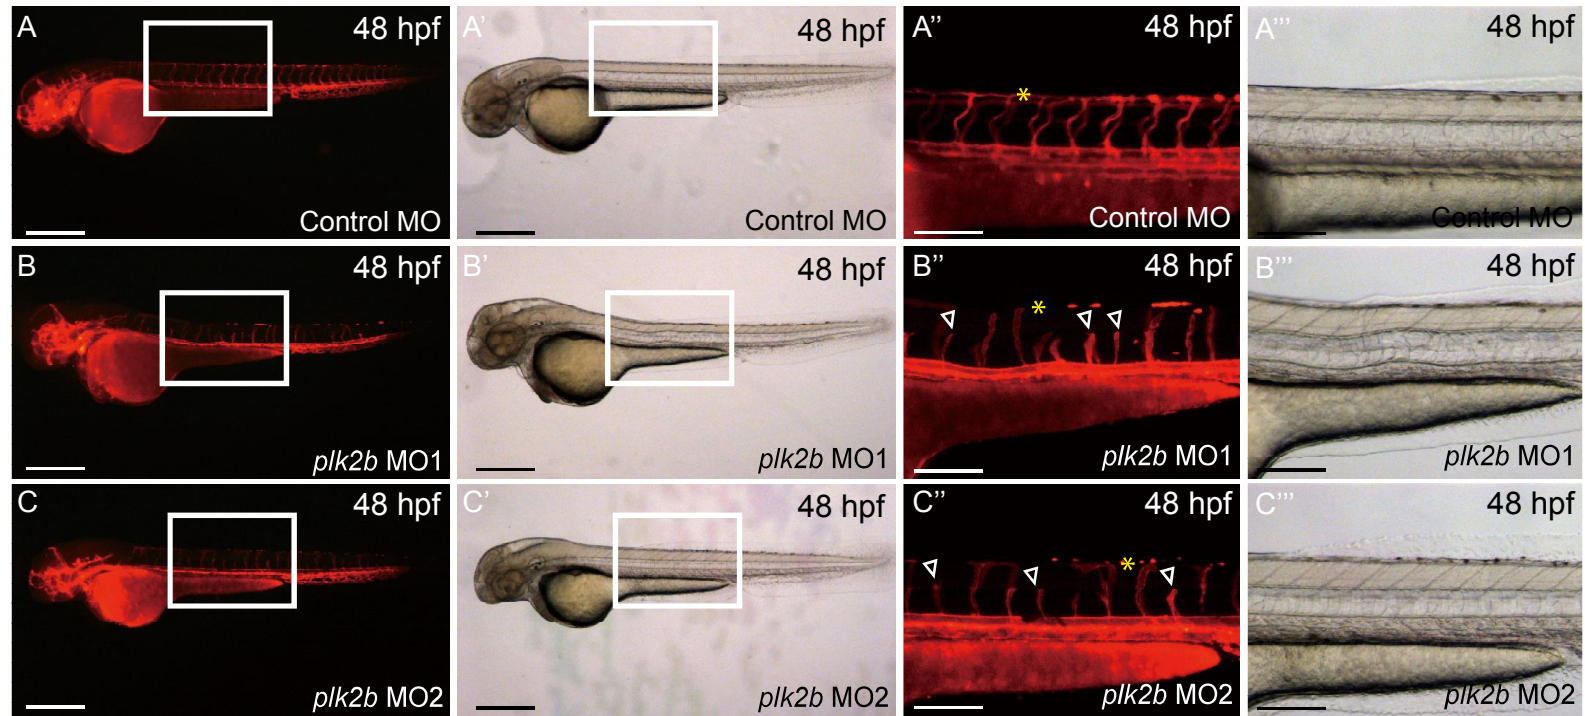 A 48 hpf
Control MO
A' 48 hpf
Control MO
A'' 48 hpf
*
Control MO
A''' 48 hpf
Control MO
B 48 hpf
plk2b MO1
B' 48 hpf
plk2b MO1
B'' 48 hpf
*
plk2b MO1
B''' 48 hpf
plk2b MO1
C 48 hpf
plk2b MO2
C' 48 hpf
plk2b MO2
C'' 48 hpf
*
plk2b MO2
C''' 48 hpf
plk2b MO2